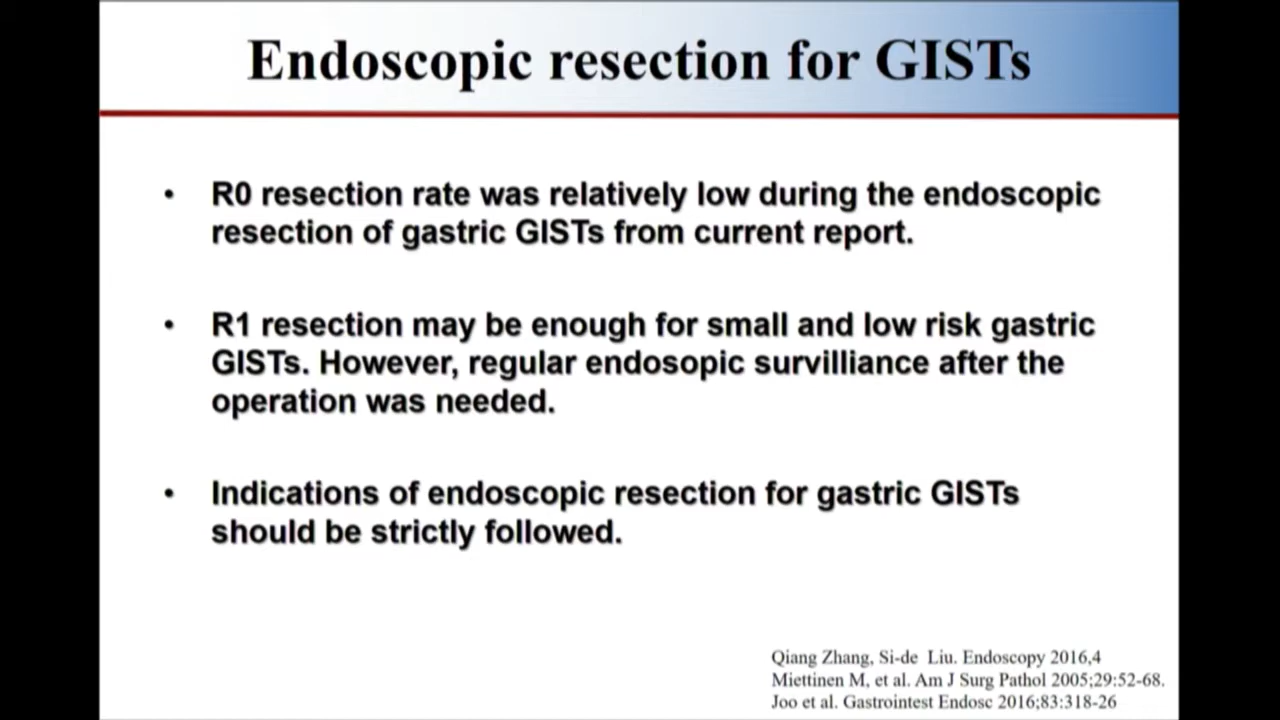 Endoscopic resection for GISTs
• R0 resection rate was relatively low during the endoscopic
resection of gastric GISTs from current report.
• R1 resection may be enough for small and low risk gastric
GISTs. However, regular endosopic survilliance after the
operation was needed.
• Indications of endoscopic resection for gastric GISTs
should be strictly followed.
Qiang Zhang, Si-de Liu. Endoscopy 2016,4
Miettinen M, et al. Am J Surg Pathol 2005;29:52-68.
Joo et al. Gastrointest Endosc 2016;83:318-26